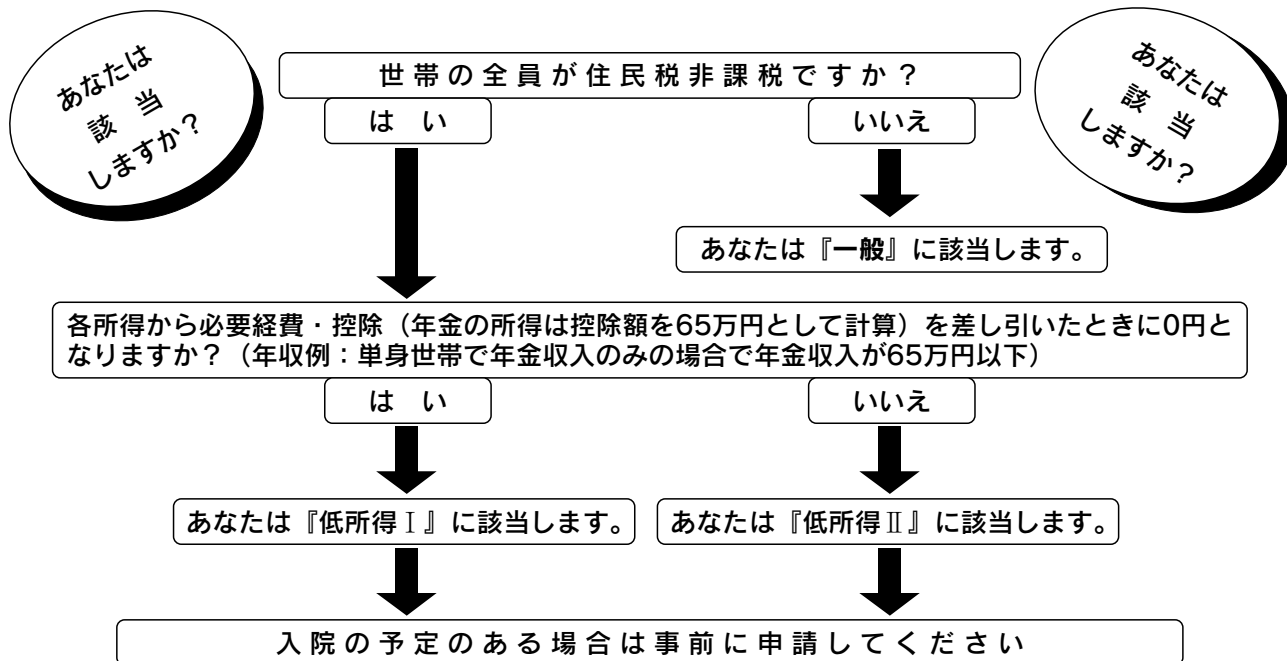 あなたは
該当
しますか？
世帯の全員が住民税非課税ですか？
あなたは
該当
しますか？
はい
いいえ
あなたは『一般』に該当します。
各所得から必要経費・控除（年金の所得は控除額を65万円として計算）を差し引いたときに0円と
なりますか？（年収例：単身世帯で年金収入のみの場合で年金収入が65万円以下）
はい
いいえ
あなたは『低所得Ⅰ』に該当します。
あなたは『低所得Ⅱ』に該当します。
入院の予定のある場合は事前に申請してください